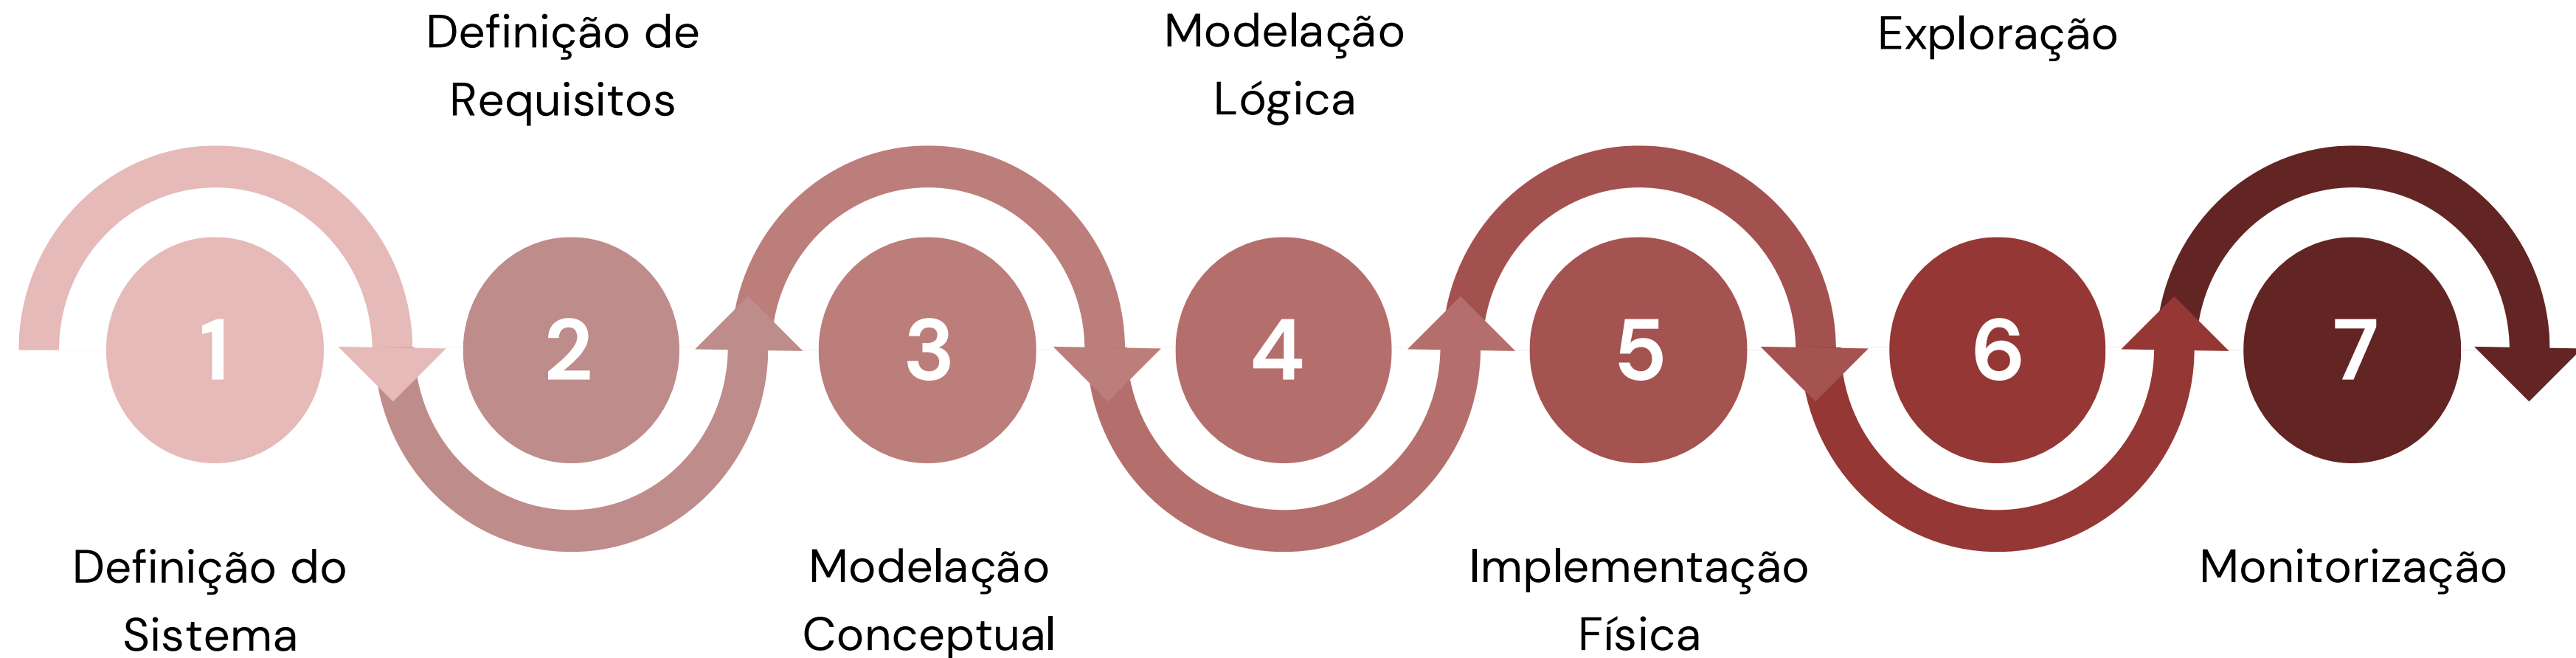 Definição de
Requisitos
Modelação
Lógica
Exploração
1
2
3
4
5
6
7
Definição do
Sistema
Modelação
Conceptual
Implementação
Física
Monitorização